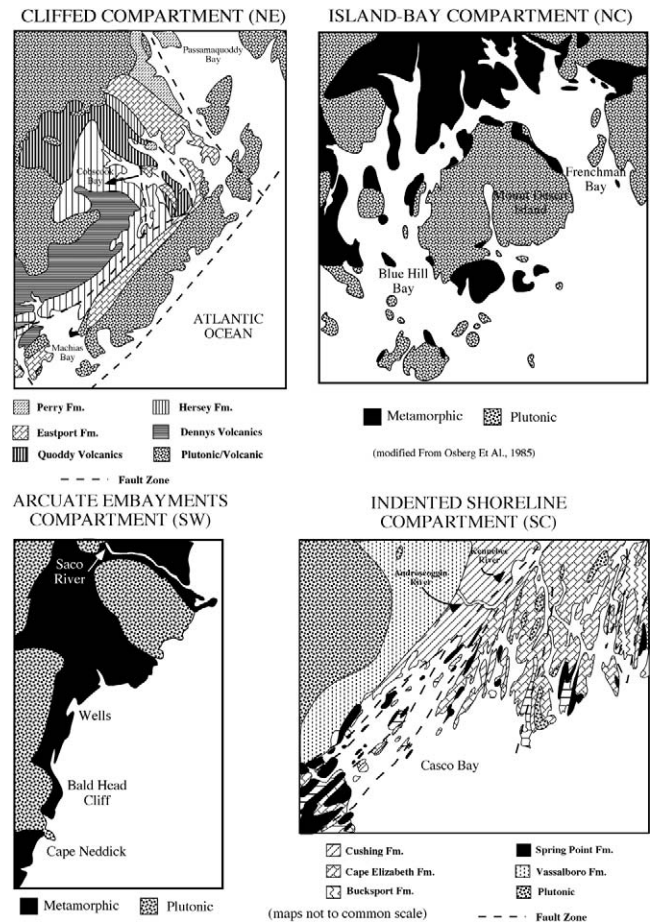 CLIFFED COMPARTMENT (NE)
Passamaquoddy
Bay
Cobscook
Bay
ATLANTIC
OCEAN
Machias
Bay
Perry Fm.
Hersey Fm.
Eastport Fm.
Dennys Volcanics
Quoddy Volcanics
Plutonic/Volcanic
Fault Zone
ISLAND-BAY COMPARTMENT (NC)
Frenchman
Bay
Mount Desert
Island
Blue Hill
Bay
Metamorphic
Plutonic
(modified From Osberg Et Al., 1985)
ARCUATE EMBAYMENTS
COMPARTMENT (SW)
Saco
River
Wells
Bald Head
Cliff
Cape Neddick
Metamorphic
Plutonic
INDENTED SHORELINE
COMPARTMENT (SC)
Kennebec
River
Androscoggin
River
Casco Bay
Cushing Fm.
Spring Point Fm.
Cape Elizabeth Fm.
Vassalboro Fm.
Bucksport Fm.
Plutonic
(maps not to common scale)
Fault Zone